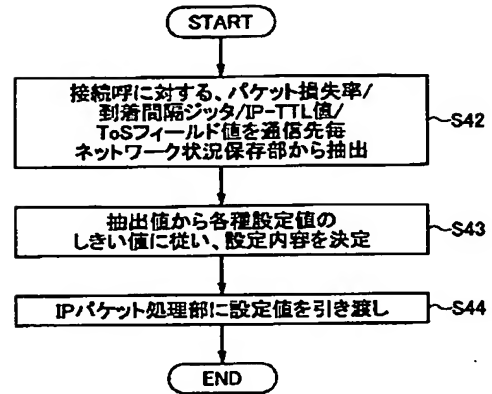 START
接続呼に対する、パケット損失率/
到着間隔ジッタ/IP-TTL値/
ToSフィールド値を通信先毎
ネットワーク状況保存部から抽出
S42
抽出値から各種設定値の
しきい値に従い、設定内容を決定
S43
IPパケット処理部に設定値を引き渡し
S44
END